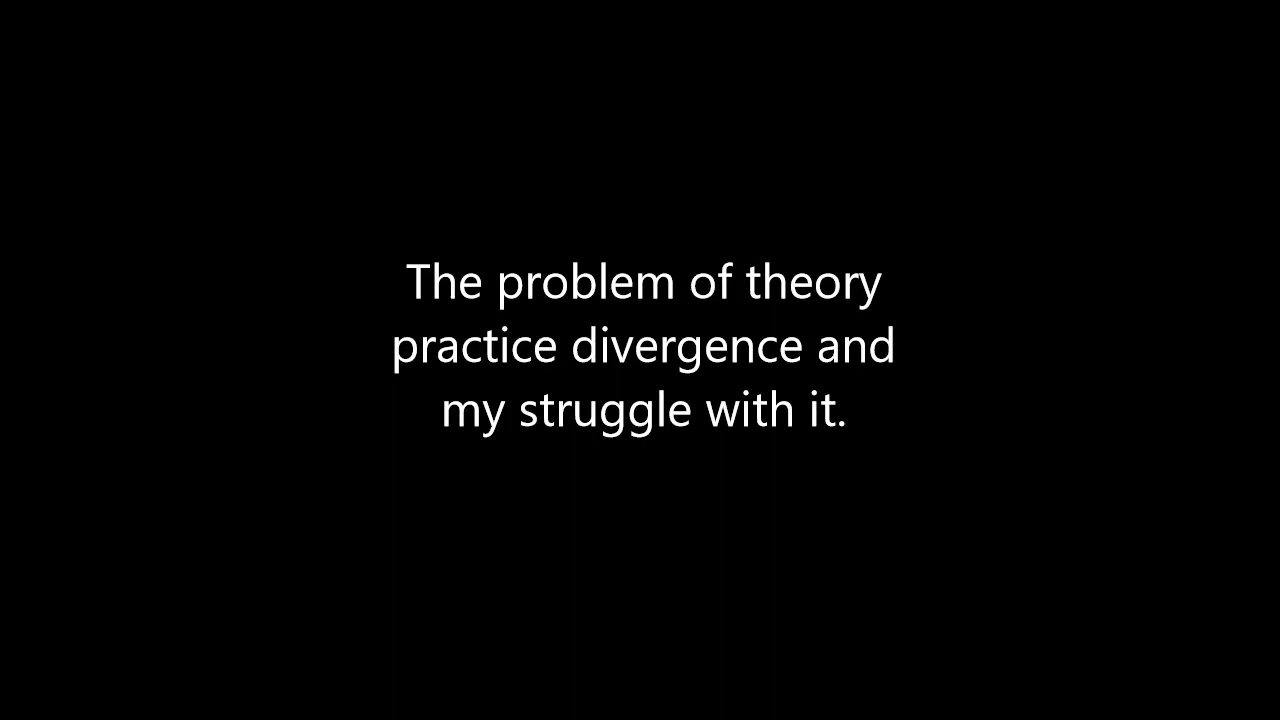 The problem of theory
practice divergence and
my struggle with it.